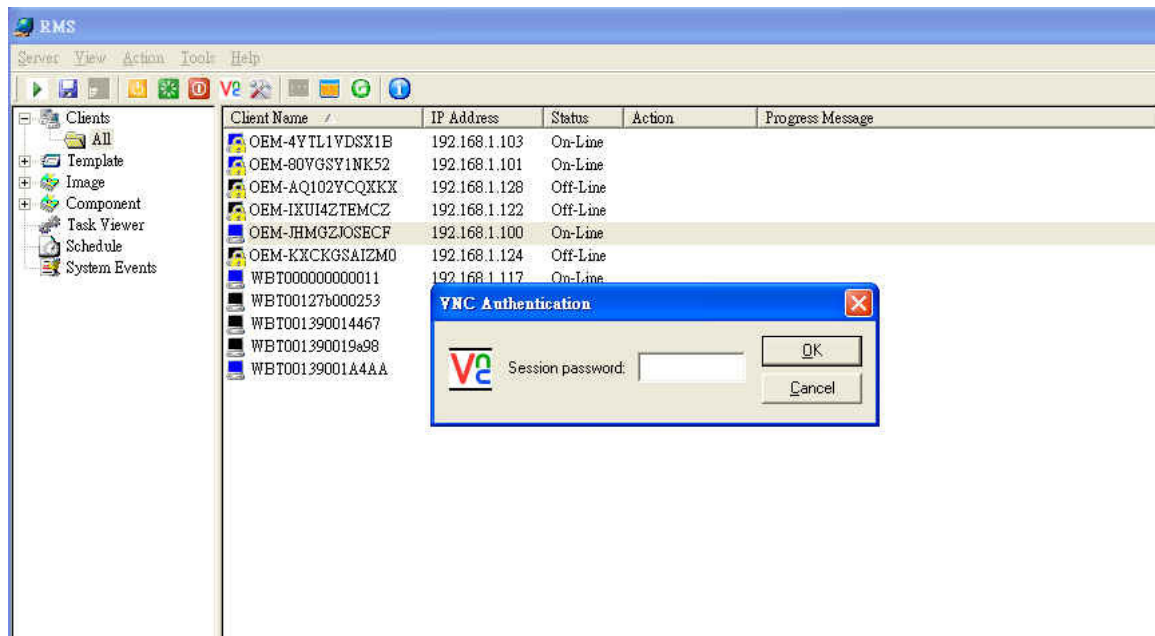 RMS
Server View Action Tools Help
Clients
All
Template
Image
Component
Task Viewer
Schedule
System Events
Client Name / IP Address Status Action Progress Message
OEM-4YTL1VDSX1B 192.168.1.103 On-Line
OEM-80VGSY1NK52 192.168.1.101 On-Line
OEM-AQ102YCQXKX 192.168.1.128 Off-Line
OEM-IXUI4ZTEMCZ 192.168.1.122 Off-Line
OEM-JHMGZJOSECF 192.168.1.100 On-Line
OEM-KXCKGSAIZM0 192.168.1.124 Off-Line
WBT000000000011 192.168.1.117 On-Line
WBT00127b000253
WBT001390014467
WBT001390019a98
WBT00139001A4AA
VNC Authentication
Session password:
OK
Cancel